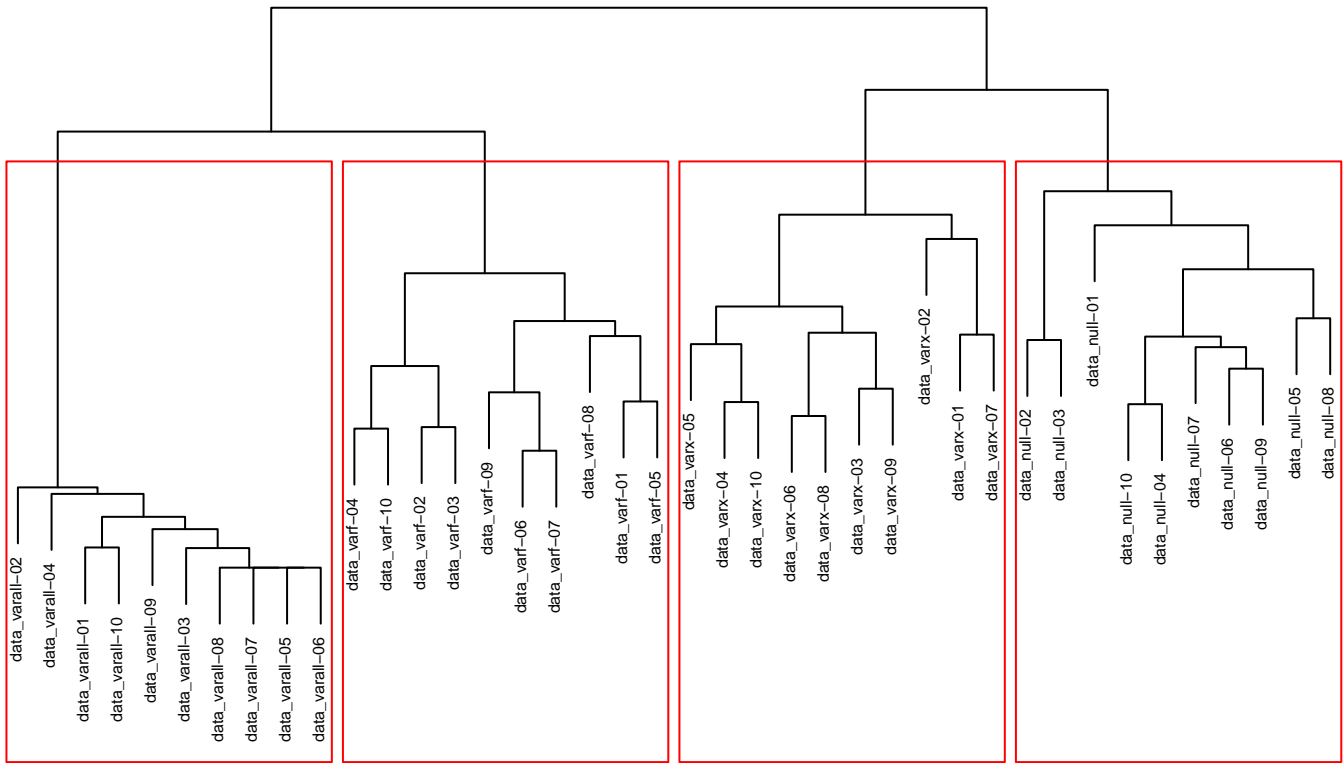 data_varall−02
data_varall−04
data_varall−01
data_varall−10
data_varall−09
data_varall−03
data_varall−08
data_varall−07
data_varall−05
data_varall−06
data_varf−04
data_varf−10
data_varf−02
data_varf−03
data_varf−09
data_varf−06
data_varf−07
data_varf−08
data_varf−01
data_varf−05
data_varx−05
data_varx−04
data_varx−10
data_varx−06
data_varx−08
data_varx−03
data_varx−09
data_varx−02
data_varx−01
data_varx−07
data_null−02
data_null−03
data_null−01
data_null−10
data_null−04
data_null−07
data_null−06
data_null−09
data_null−05
data_null−08